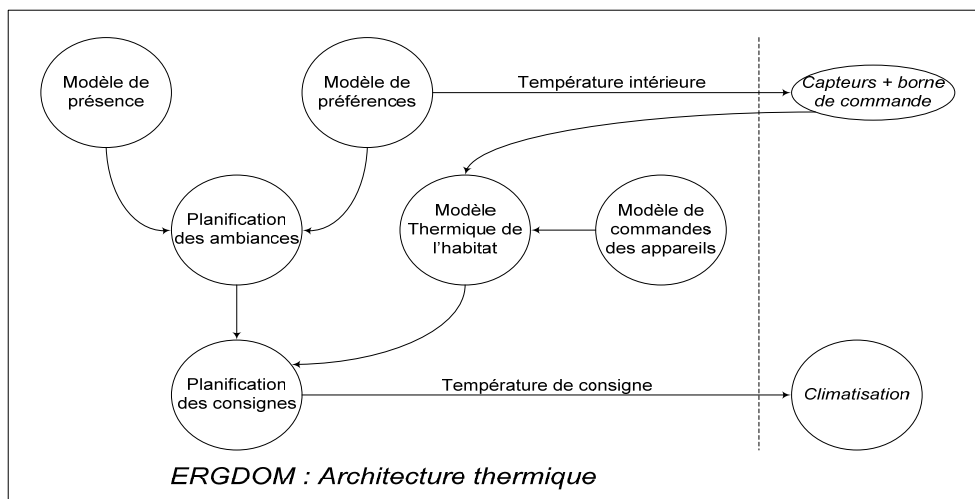 Modèle de
présence
Modèle de
préférences
Température intérieure
Capteurs + borne
de commande
Planification
des ambiances
Modèle
Thermique de
l'habitat
Modèle de
commandes
des appareils
Planification
des consignes
Température de consigne
Climatisation
ERGDOM : Architecture thermique